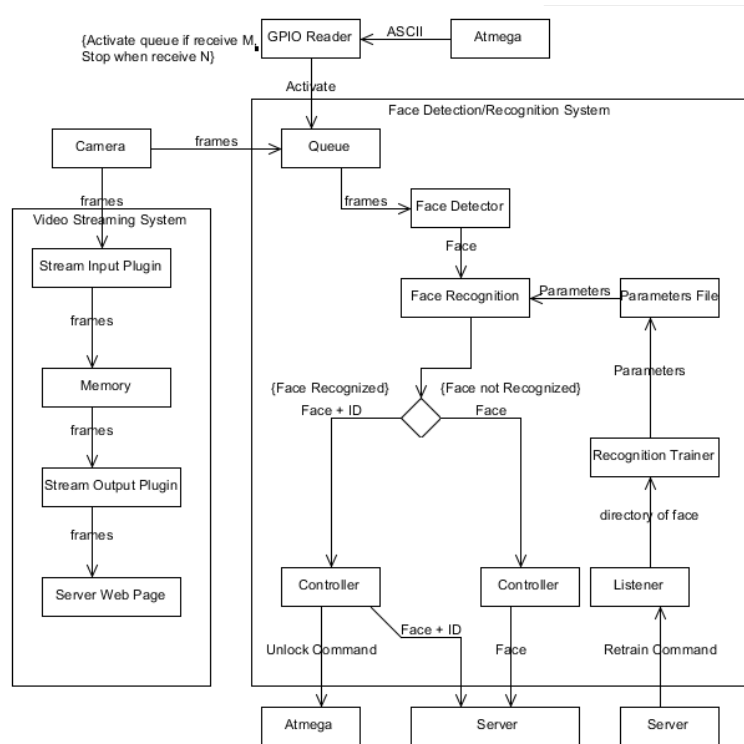 {Activate queue if receive M,
Stop when receive N}
GPIO Reader
ASCII
Atmega
Activate
Face Detection/Recognition System
Camera
frames
Queue
frames
Video Streaming System
frames
Face Detector
Stream Input Plugin
Face
Face Recognition
Parameters
Parameters File
frames
Memory
{Face Recognized}
{Face not Recognized}
Parameters
Face + ID
Face
frames
Stream Output Plugin
Recognition Trainer
frames
directory of face
Server Web Page
Controller
Controller
Listener
Face + ID
Unlock Command
Face
Retrain Command
Atmega
Server
Server